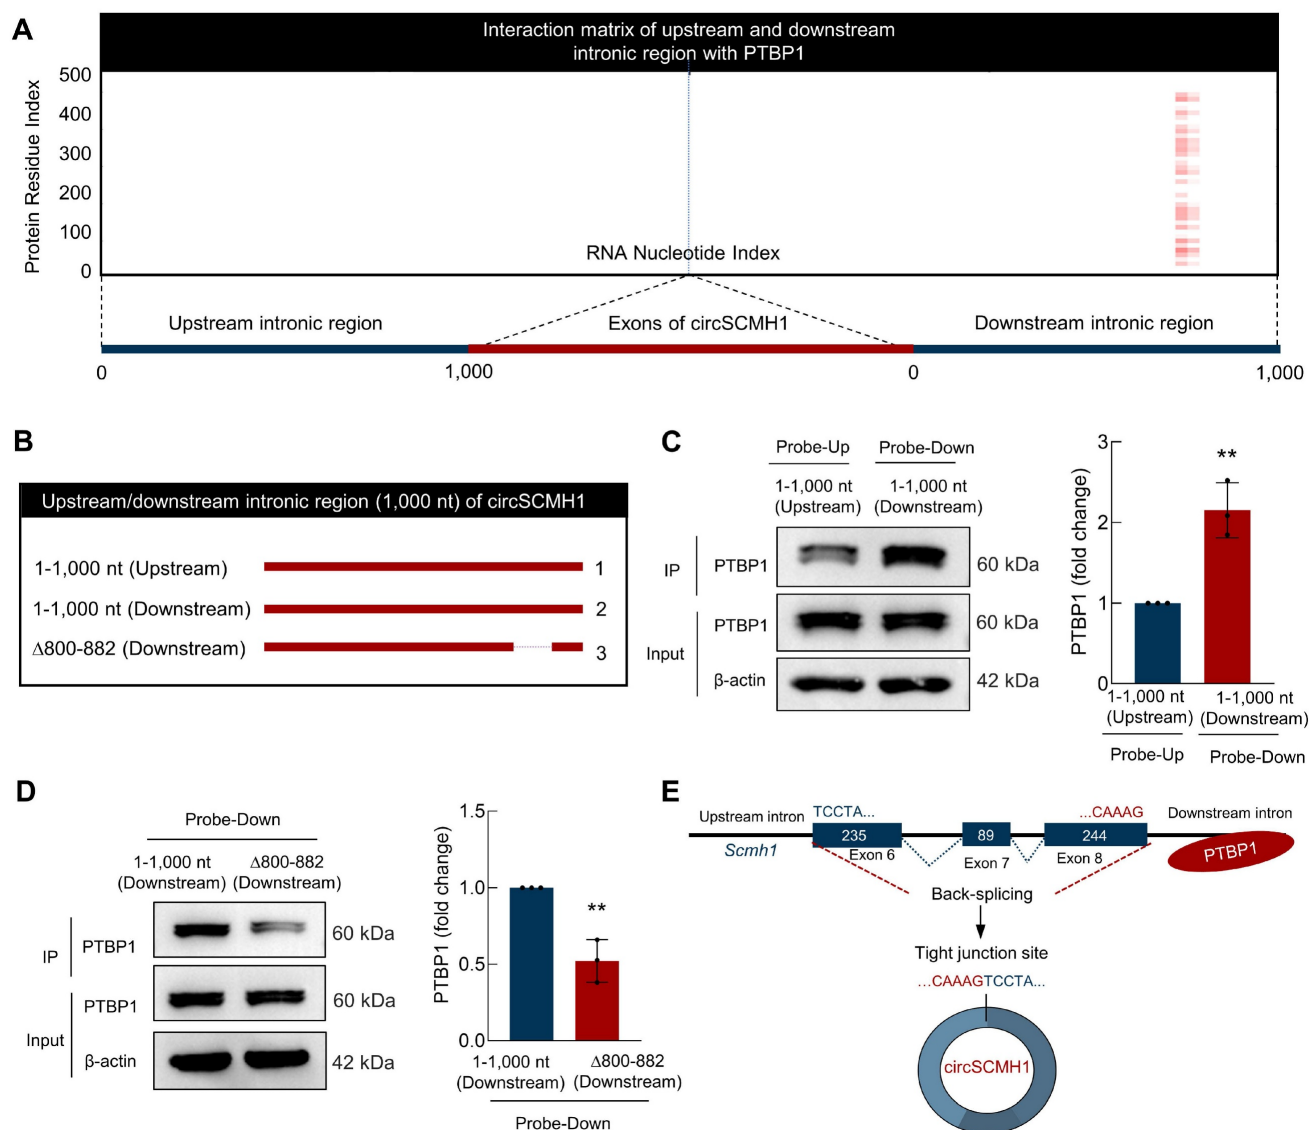 A
Interaction matrix of upstream and downstream
intronic region with PTBP1
Protein Residue Index
500
400
300
200
100
0
RNA Nucleotide Index
Upstream intronic region
Exons of circSCMH1
Downstream intronic region
0
1,000
0
1,000
B
Upstream/downstream intronic region (1,000 nt) of circSCMH1
1-1,000 nt (Upstream)
1
1-1,000 nt (Downstream)
2
Δ800-882 (Downstream)
3
C
Probe-Up
Probe-Down
1-1,000 nt
(Upstream)
1-1,000 nt
(Downstream)
IP
PTBP1
60 kDa
Input
PTBP1
60 kDa
β-actin
42 kDa
PTBP1 (fold change)
3
2
1
0
**
1-1,000 nt
(Upstream)
1-1,000 nt
(Downstream)
Probe-Up
Probe-Down
D
Probe-Down
1-1,000 nt
(Downstream)
Δ800-882
(Downstream)
IP
PTBP1
60 kDa
Input
PTBP1
60 kDa
β-actin
42 kDa
PTBP1 (fold change)
1.5
1.0
0.5
0.0
**
1-1,000 nt
(Downstream)
Δ800-882
(Downstream)
Probe-Down
E
Upstream intron
TCCTA...
...CAAAG
Downstream intron
235
89
244
Scmh1
Exon 6
Exon 7
Exon 8
PTBP1
Back-splicing
Tight junction site
...CAAAGTCCTA...
circSCMH1